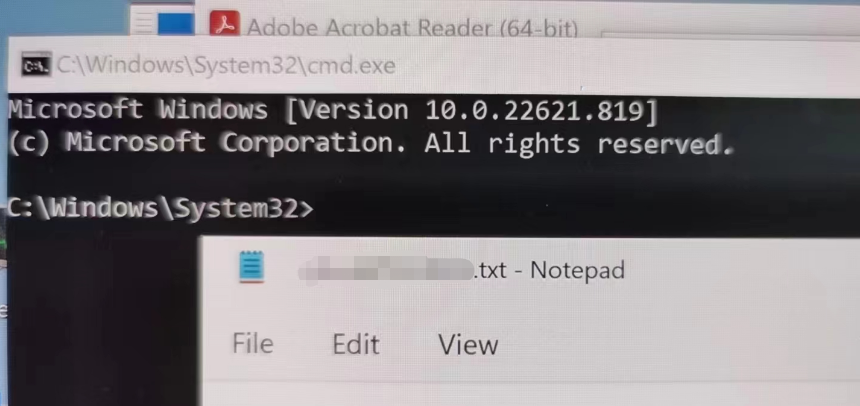 Adobe Acrobat Reader (64-bit)
C:\Windows\System32\cmd.exe
Microsoft Windows [Version 10.0.22621.819]
(c) Microsoft Corporation. All rights reserved.
C:\Windows\System32>
.txt - Notepad
File Edit View